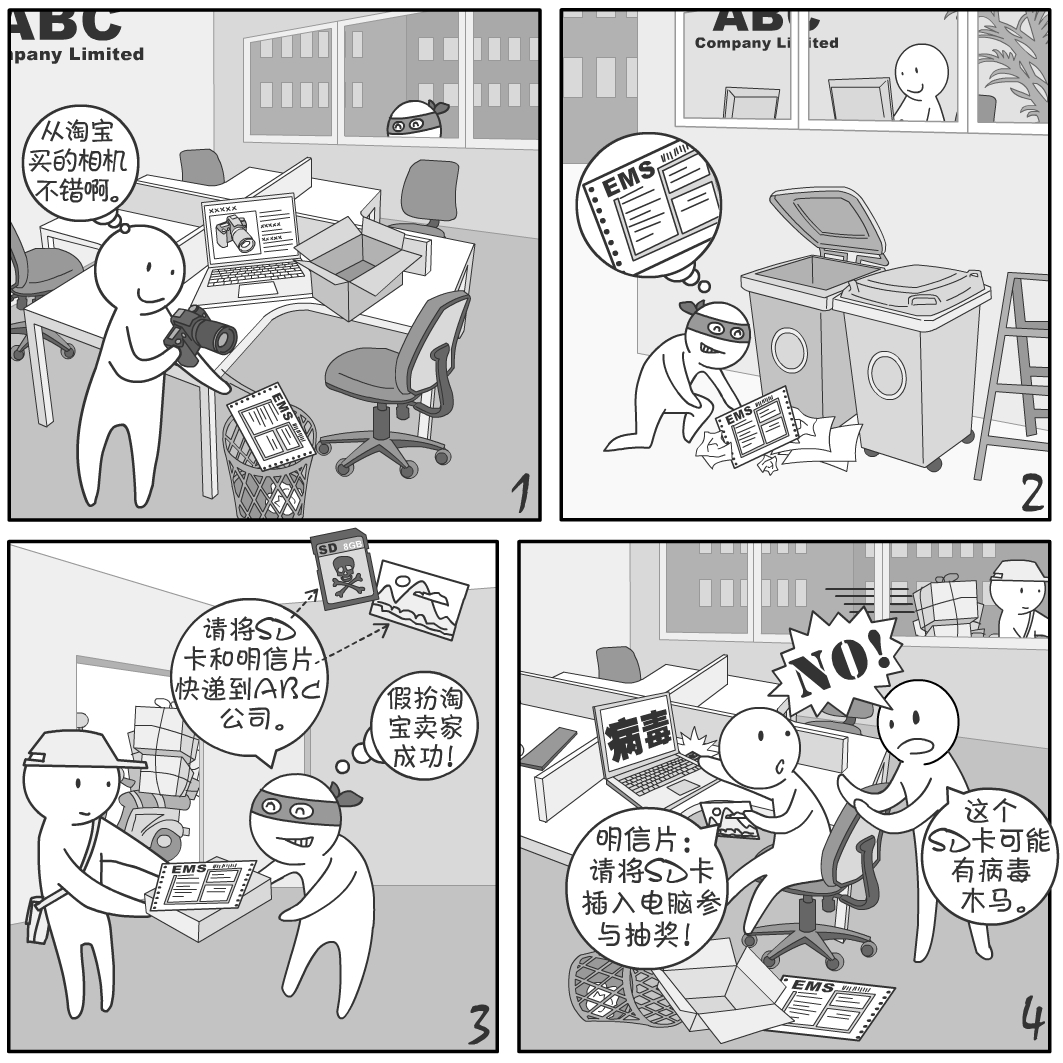 ABC
mpany Limited
从淘宝
买的相机
不错啊。
XXXXX
XXXX
XXXX
EMS
1
ABC
Company Limited
EMS
EMS
2
SD 8GB
请将SD
卡和明信片
快递到ABC
公司。
假扮淘
宝卖家
成功!
EMS
3
NO!
病毒
这个
SD卡可能
有病毒
木马。
明信片:
请将SD卡
插入电脑参
与抽奖!
EMS
4